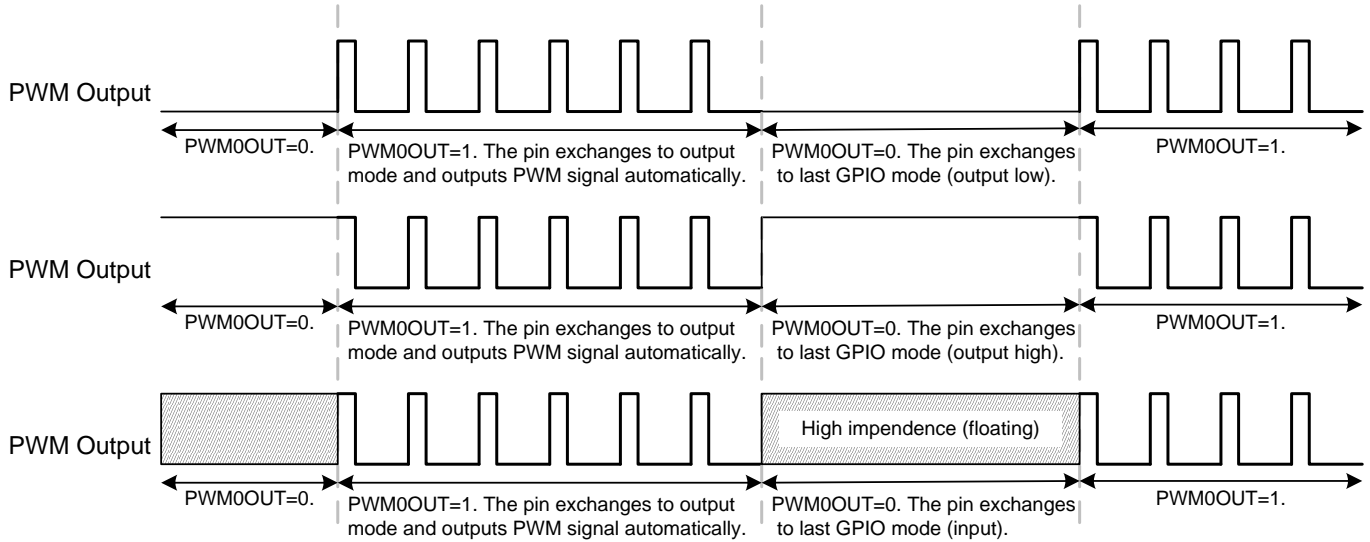 PWM Output
PWM0OUT=0.
PWM0OUT=1. The pin exchanges to output
mode and outputs PWM signal automatically.
PWM0OUT=0. The pin exchanges
to last GPIO mode (output low).
PWM0OUT=1.
PWM Output
PWM0OUT=0.
PWM0OUT=1. The pin exchanges to output
mode and outputs PWM signal automatically.
PWM0OUT=0. The pin exchanges
to last GPIO mode (output high).
PWM0OUT=1.
PWM Output
High impendence (floating)
PWM0OUT=0.
PWM0OUT=1. The pin exchanges to output
mode and outputs PWM signal automatically.
PWM0OUT=0. The pin exchanges
to last GPIO mode (input).
PWM0OUT=1.